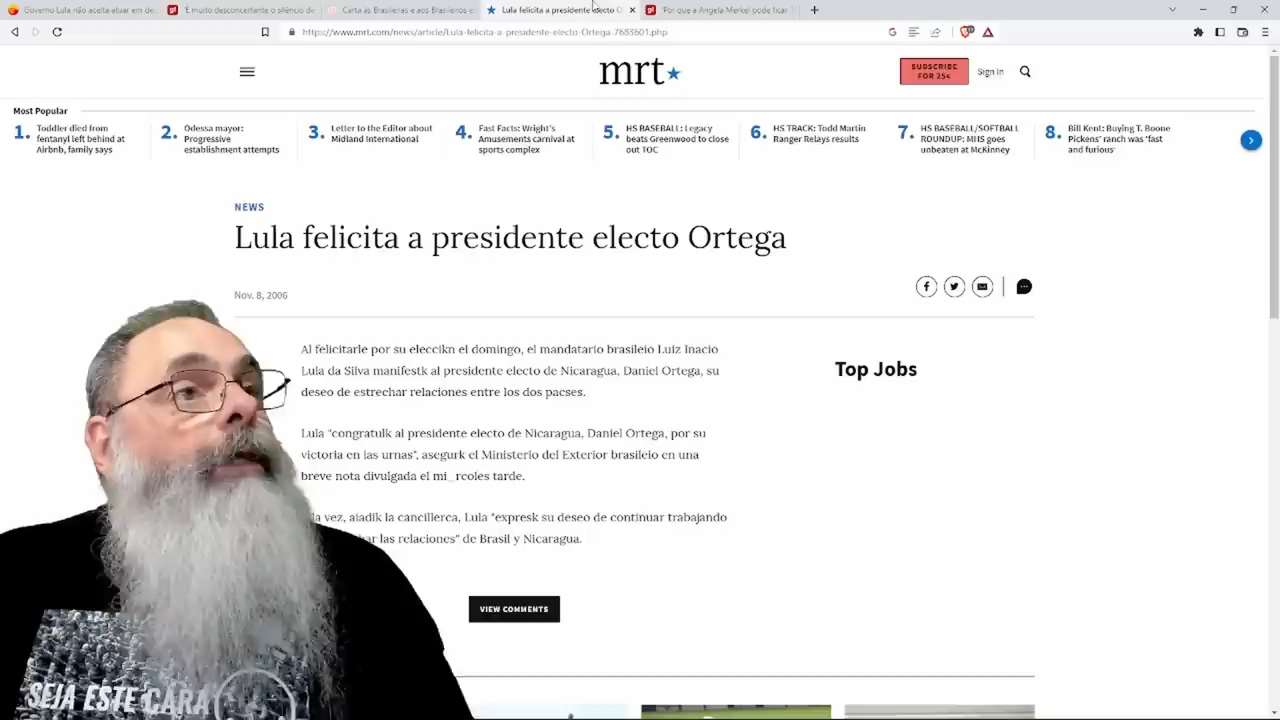 Governo Lula não aceita atuar em de
'É muito desconcertante o silêncio de
Carta às Brasileiras e aos Brasileiros e
Lula felicita a presidente electo O
'Por que a Angela Merkel pode ficar 1
https://www.mrt.com/news/article/Lula-felicita-a-presidente-electo-Ortega-7683601.php
mrt
SUBSCRIBE
FOR 25¢
Sign In
Most Popular
1. Toddler died from
fentanyl left behind at
Airbnb, family says
2. Odessa mayor:
Progressive
establishment attempts
3. Letter to the Editor about
Midland International
4. Fast Facts: Wright's
Amusements carnival at
sports complex
5. HS BASEBALL: Legacy
beats Greenwood to close
out TOC
6. HS TRACK: Todd Martin
Ranger Relays results
7. HS BASEBALL/SOFTBALL
ROUNDUP: MHS goes
unbeaten at McKinney
8. Bill Kent: Buying T. Boone
Pickens' ranch was 'fast
and furious'
NEWS
Lula felicita a presidente electo Ortega
Nov. 8, 2006
Al felicitarle por su eleccikn el domingo, el mandatario brasileio Luiz Inacio
Lula da Silva manifestk al presidente electo de Nicaragua, Daniel Ortega, su
deseo de estrechar relaciones entre los dos pacses.
Lula "congratulk al presidente electo de Nicaragua, Daniel Ortega, por su
victoria en las urnas", asegurk el Ministerio del Exterior brasileio en una
breve nota divulgada el mi_rcoles tarde.
la vez, aiadik la cancillerca, Lula "expresk su deseo de continuar trabajando
las relaciones" de Brasil y Nicaragua.
Top Jobs
VIEW COMMENTS
SEJA ESTE CARA